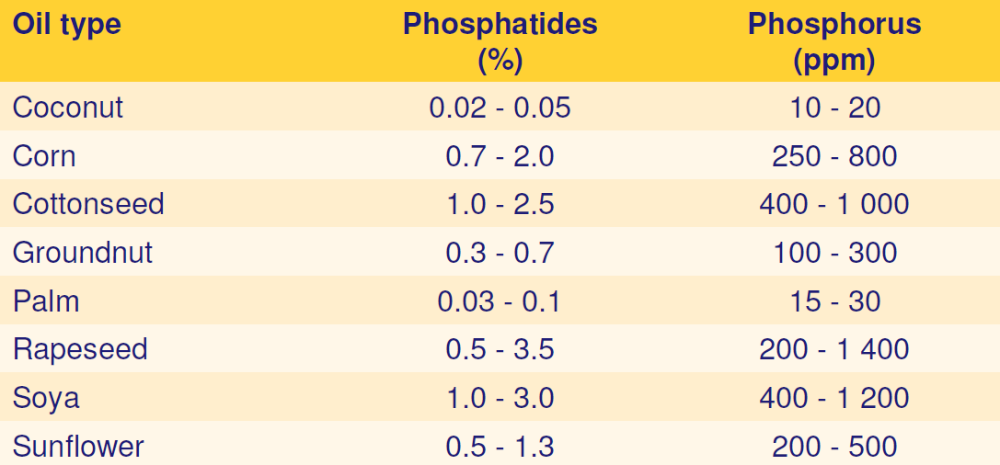 Oil type Phosphatides Phosphorus
(%) (ppm)
Coconut 0.02 - 0.05 10 - 20
Corn 0.7 - 2.0 250 - 800
Cottonseed 1.0 - 2.5 400 - 1 000
Groundnut 0.3 - 0.7 100 - 300
Palm 0.03 - 0.1 15 - 30
Rapeseed 0.5 - 3.5 200 - 1 400
Soya 1.0 - 3.0 400 - 1 200
Sunflower 0.5 - 1.3 200 - 500